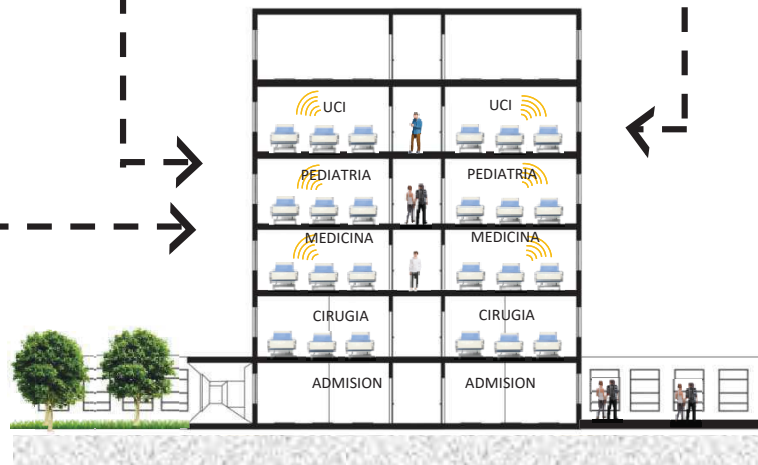 UCI UCI
PEDIATRIA PEDIATRIA
MEDICINA MEDICINA
CIRUGIA CIRUGIA
ADMISION ADMISION